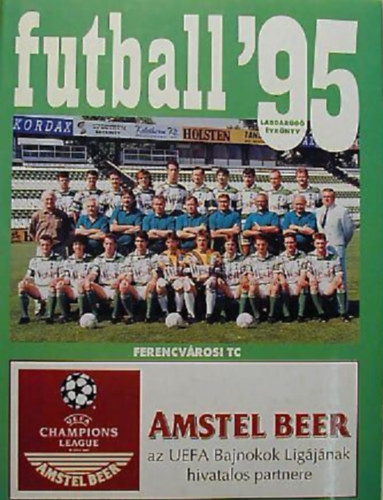 futball '95
LABDARÚGÓ
ÉVKÖNYV
KORDAX
HOLSTEN
FERENCVÁROSI TC
UEFA
CHAMPIONS
LEAGUE
AMSTEL BEER
AMSTEL BEER
az UEFA Bajnokok Ligájának
hivatalos partnere